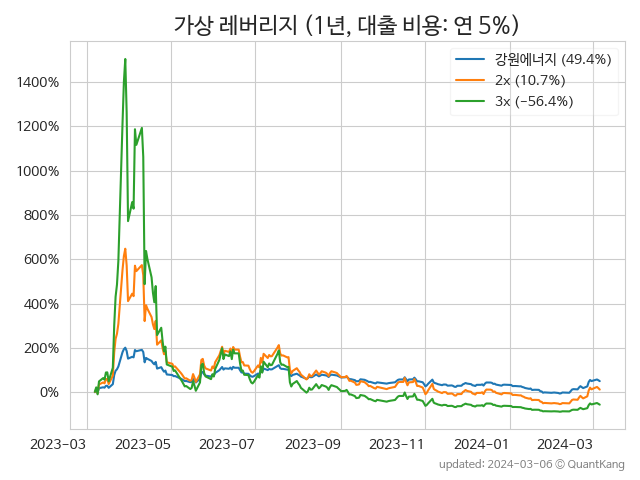 가상 레버리지 (1년, 대출 비용: 연 5%)
강원에너지 (49.4%)
2x (10.7%)
3x (−56.4%)
1400%
1200%
1000%
800%
600%
400%
200%
0%
2023-03 2023-05 2023-07 2023-09 2023-11 2024-01 2024-03
updated: 2024-03-06 © QuantKang